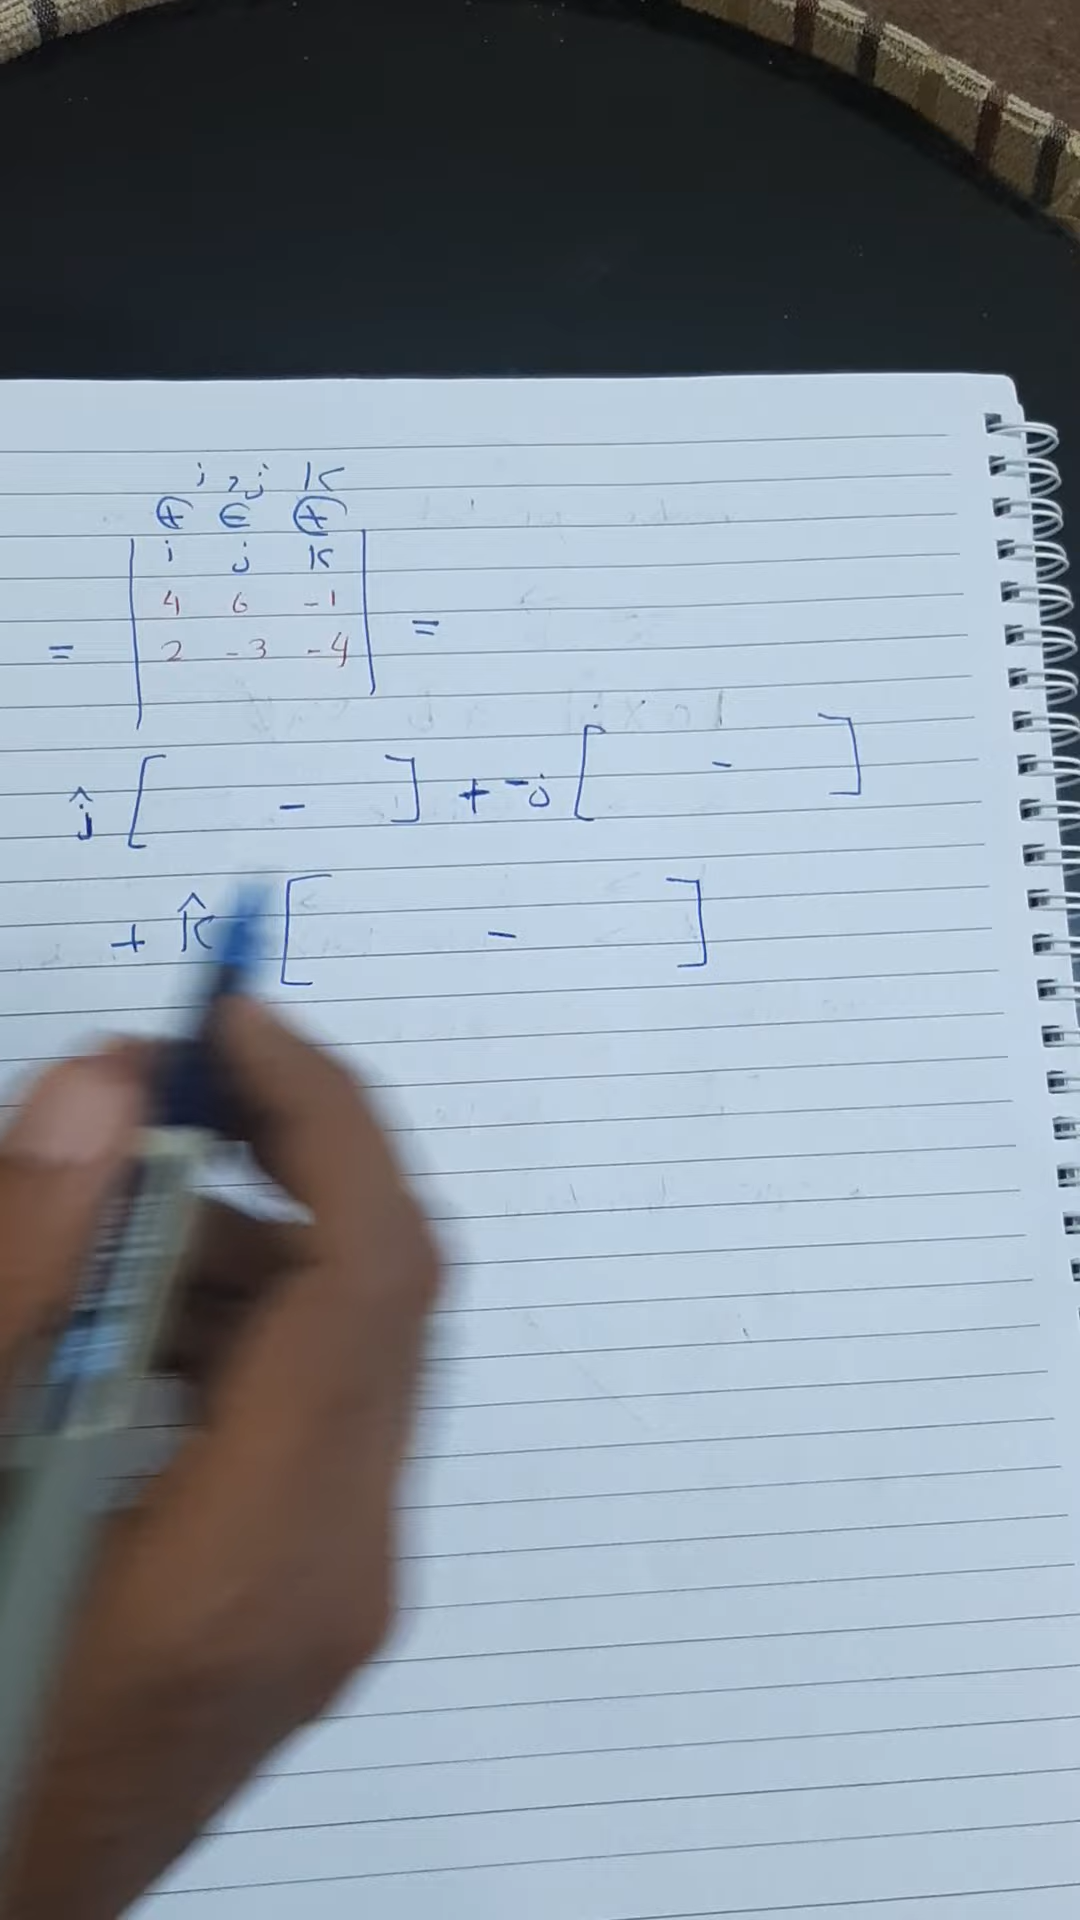 i, j K
⊕ ⊖ ⊕
i j K
4 6 -1
= 2 -3 -4 =
ĵ [ - ] + -j [ - ]
+ K̂ [ - ]